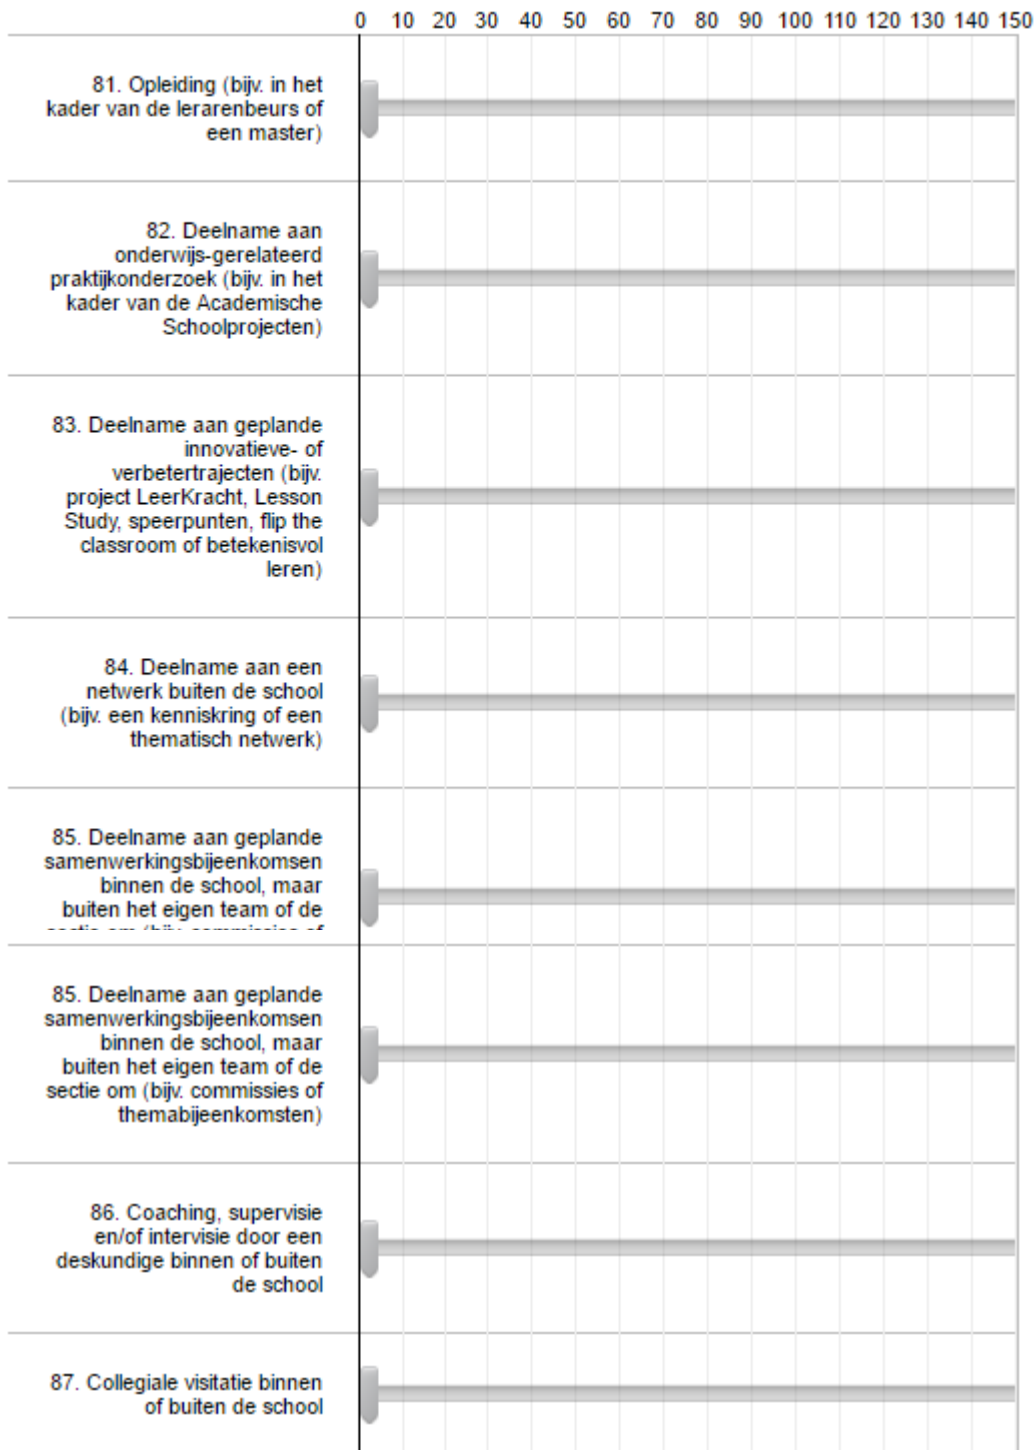 0 10 20 30 40 50 60 70 80 90 100 110 120 130 140 150
81. Opleiding (bijv. in het
kader van de lerarenbeurs of
een master)
82. Deelname aan
onderwijs-gerelateerd
praktijkonderzoek (bijv. in het
kader van de Academische
Schoolprojecten)
83. Deelname aan geplande
innovatieve- of
verbetertrajecten (bijv.
project LeerKracht, Lesson
Study, speerpunten, flip the
classroom of betekenisvol
leren)
84. Deelname aan een
netwerk buiten de school
(bijv. een kenniskring of een
thematisch netwerk)
85. Deelname aan geplande
samenwerkingsbijeenkomsen
binnen de school, maar
buiten het eigen team of de
sectie om (bijv. commissies of
85. Deelname aan geplande
samenwerkingsbijeenkomsen
binnen de school, maar
buiten het eigen team of de
sectie om (bijv. commissies of
themabijeenkomsten)
86. Coaching, supervisie
en/of intervisie door een
deskundige binnen of buiten
de school
87. Collegiale visitatie binnen
of buiten de school